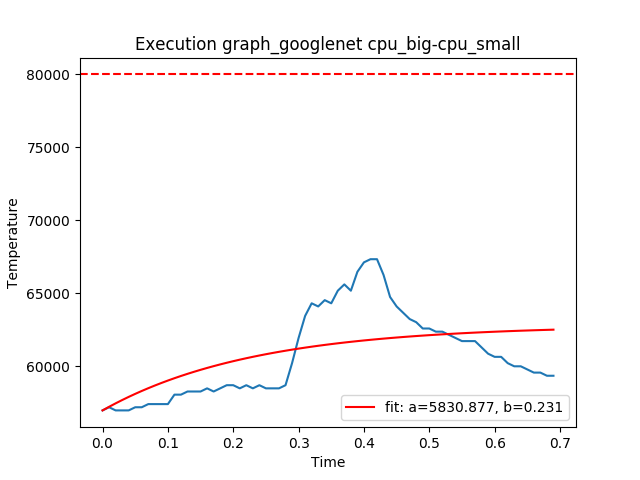 Execution graph_googlenet cpu_big-cpu_small
80000
75000
70000
65000
60000
Temperature
fit: a=5830.877, b=0.231
0.0 0.1 0.2 0.3 0.4 0.5 0.6 0.7
Time